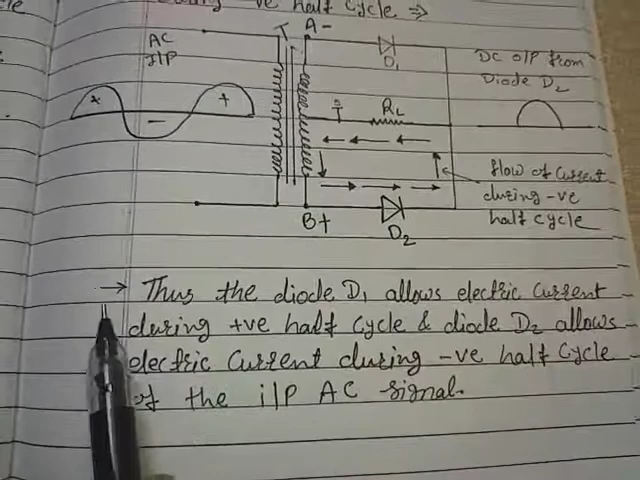 -ve half Cycle ⇒
AC
I/P
T
A-
D1
DC O/P from
Diode D2
+
+
-
RL
flow of Current
during -ve
half cycle
B+
D2
→ Thus the diode D1 allows electric Current
during +ve half Cycle & diode D2 allows
electric Current during -ve half Cycle
of the i/P AC signal.